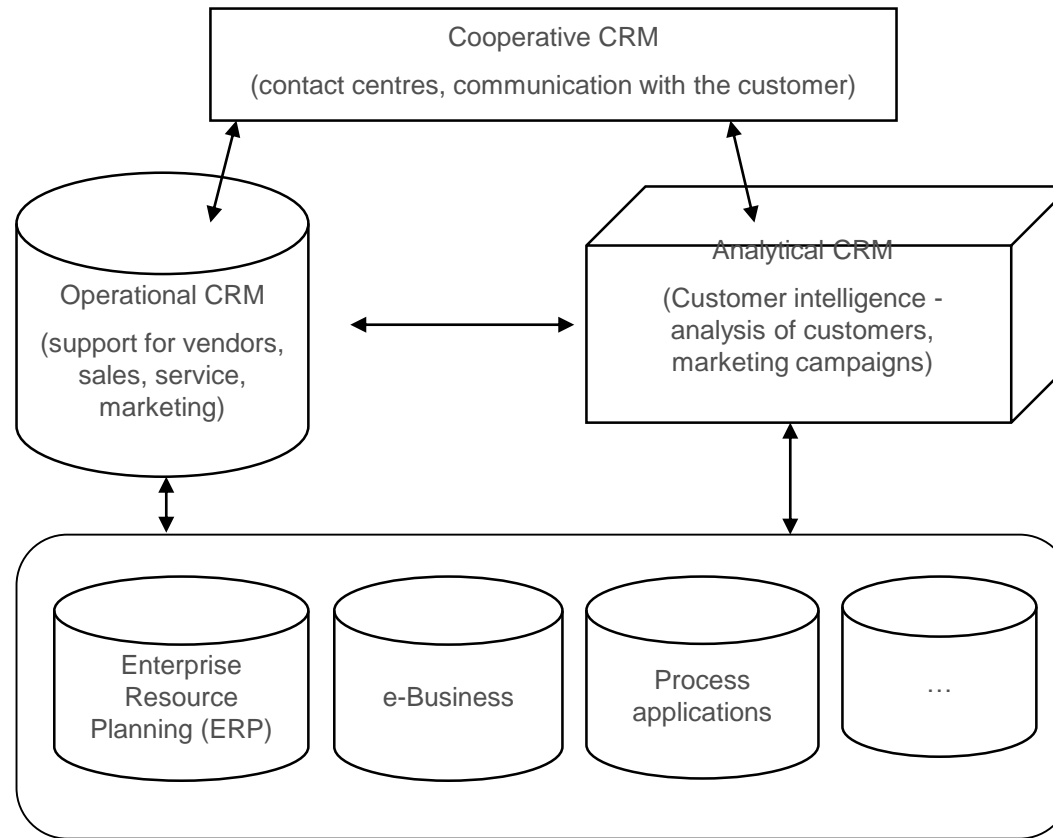 Cooperative CRM
(contact centres, communication with the customer)
Operational CRM
(support for vendors,
sales, service,
marketing)
Analytical CRM
(Customer intelligence -
analysis of customers,
marketing campaigns)
Enterprise
Resource
Planning (ERP)
e-Business
Process
applications
…